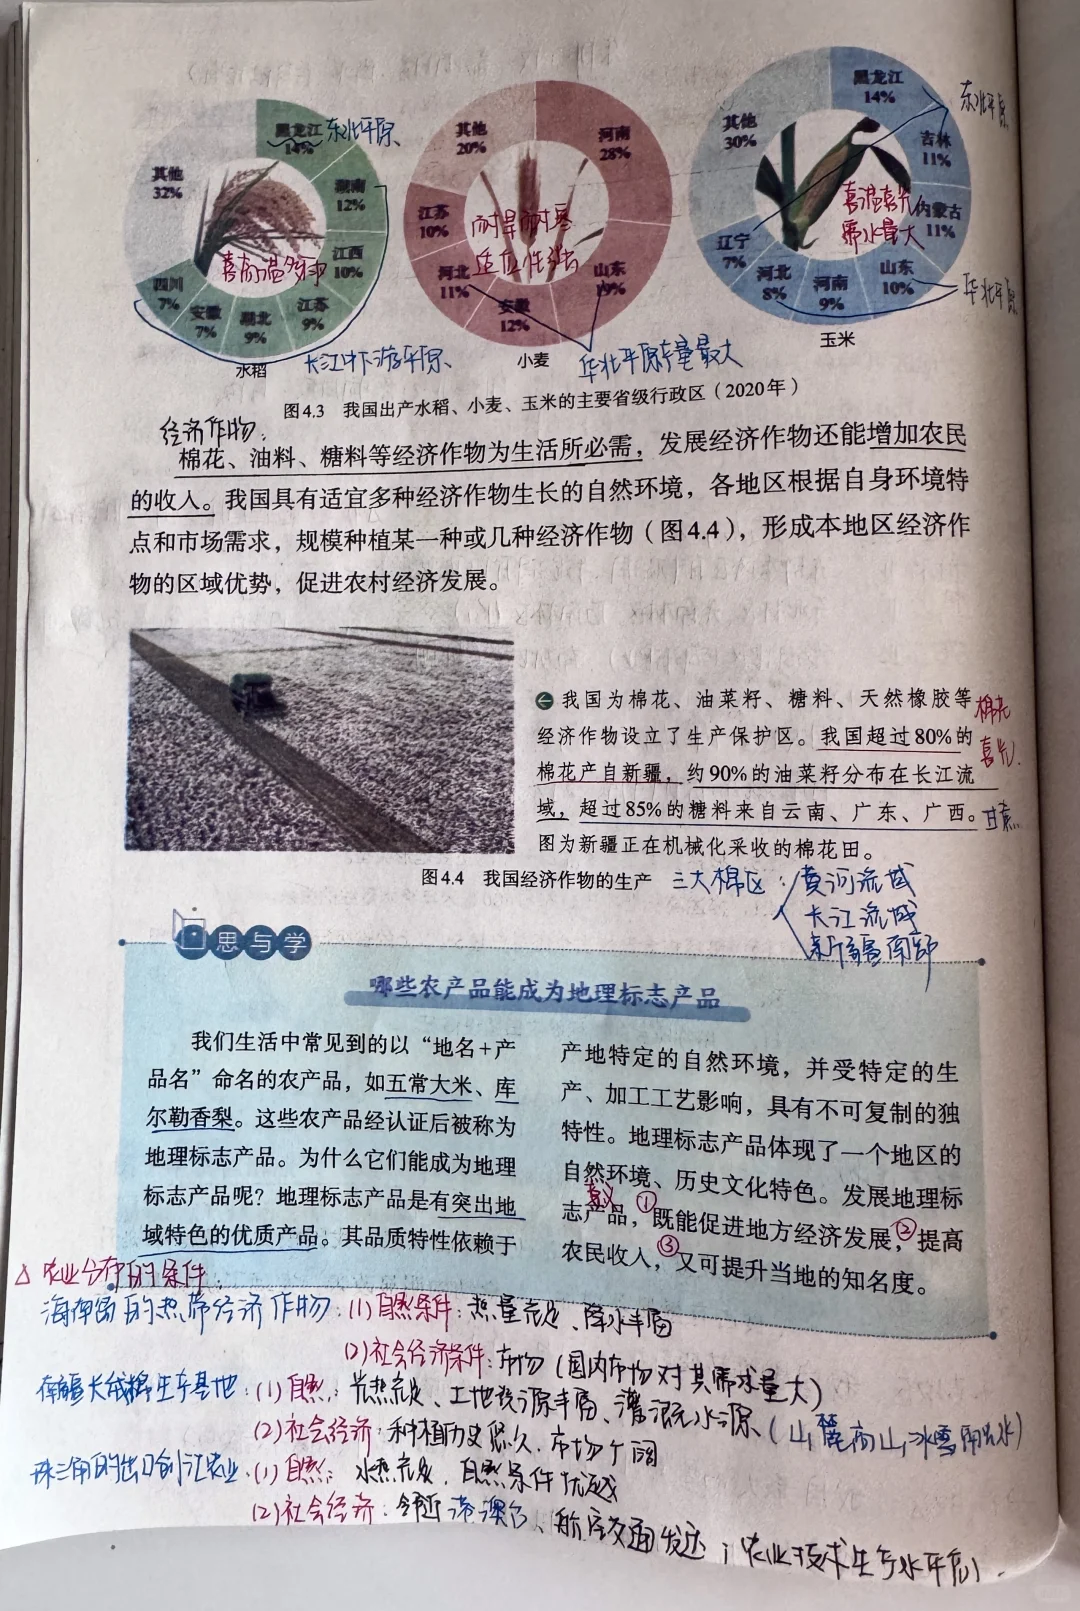 黑龙江
14%
东北平原
湖南
12%
江西
10%
江苏
9%
湖北
9%
安徽
7%
四川
7%
其他
32%
喜高温多雨
长江中下游平原
水稻
河南
28%
山东
19%
安徽
12%
河北
11%
江苏
10%
其他
20%
耐旱耐寒
适应性强
华北平原产量最大
小麦
黑龙江
14%
东北平原
吉林
11%
内蒙古
11%
山东
10%
河南
9%
河北
8%
辽宁
7%
其他
30%
喜温喜光
需水量大
华北平原
玉米
图4.3 我国出产水稻、小麦、玉米的主要省级行政区（2020年）
经济作物：
棉花、油料、糖料等经济作物为生活所必需，发展经济作物还能增加农民
的收入。我国具有适宜多种经济作物生长的自然环境，各地区根据自身环境特
点和市场需求，规模种植某一种或几种经济作物（图4.4），形成本地区经济作
物的区域优势，促进农村经济发展。
我国为棉花、油菜籽、糖料、天然橡胶等
经济作物设立了生产保护区。我国超过80%的
棉花产自新疆，约90%的油菜籽分布在长江流
域，超过85%的糖料来自云南、广东、广西。
图为新疆正在机械化采收的棉花田。
棉花
喜光
甘蔗
图4.4 我国经济作物的生产
三大棉区：黄河流域
长江流域
新疆南部
思与学
哪些农产品能成为地理标志产品
我们生活中常见到的以“地名+产
品名”命名的农产品，如五常大米、库
尔勒香梨。这些农产品经认证后被称为
地理标志产品。为什么它们能成为地理
标志产品呢？地理标志产品是有突出地
域特色的优质产品。其品质特性依赖于
产地特定的自然环境，并受特定的生
产、加工工艺影响，具有不可复制的独
特性。地理标志产品体现了一个地区的
自然环境、历史文化特色。发展地理标
意义 ①
志产品，既能促进地方经济发展，②提高
农民收入，③又可提升当地的知名度。
△ 农业分布的条件：
海南岛的热带经济作物：(1)自然条件：热量充足、降水丰富
(2)社会经济条件：市场（国内市场对其需求量大）
南疆长绒棉生产基地：(1)自然：光热充足、土地资源丰富、灌溉水源（山麓高山冰雪融水）
(2)社会经济：种植历史悠久，市场广阔
珠三角的出口创汇农业：(1)自然：水热充足，自然条件优越
(2)社会经济：邻近港澳台、航空交通发达；农业技术生产水平高